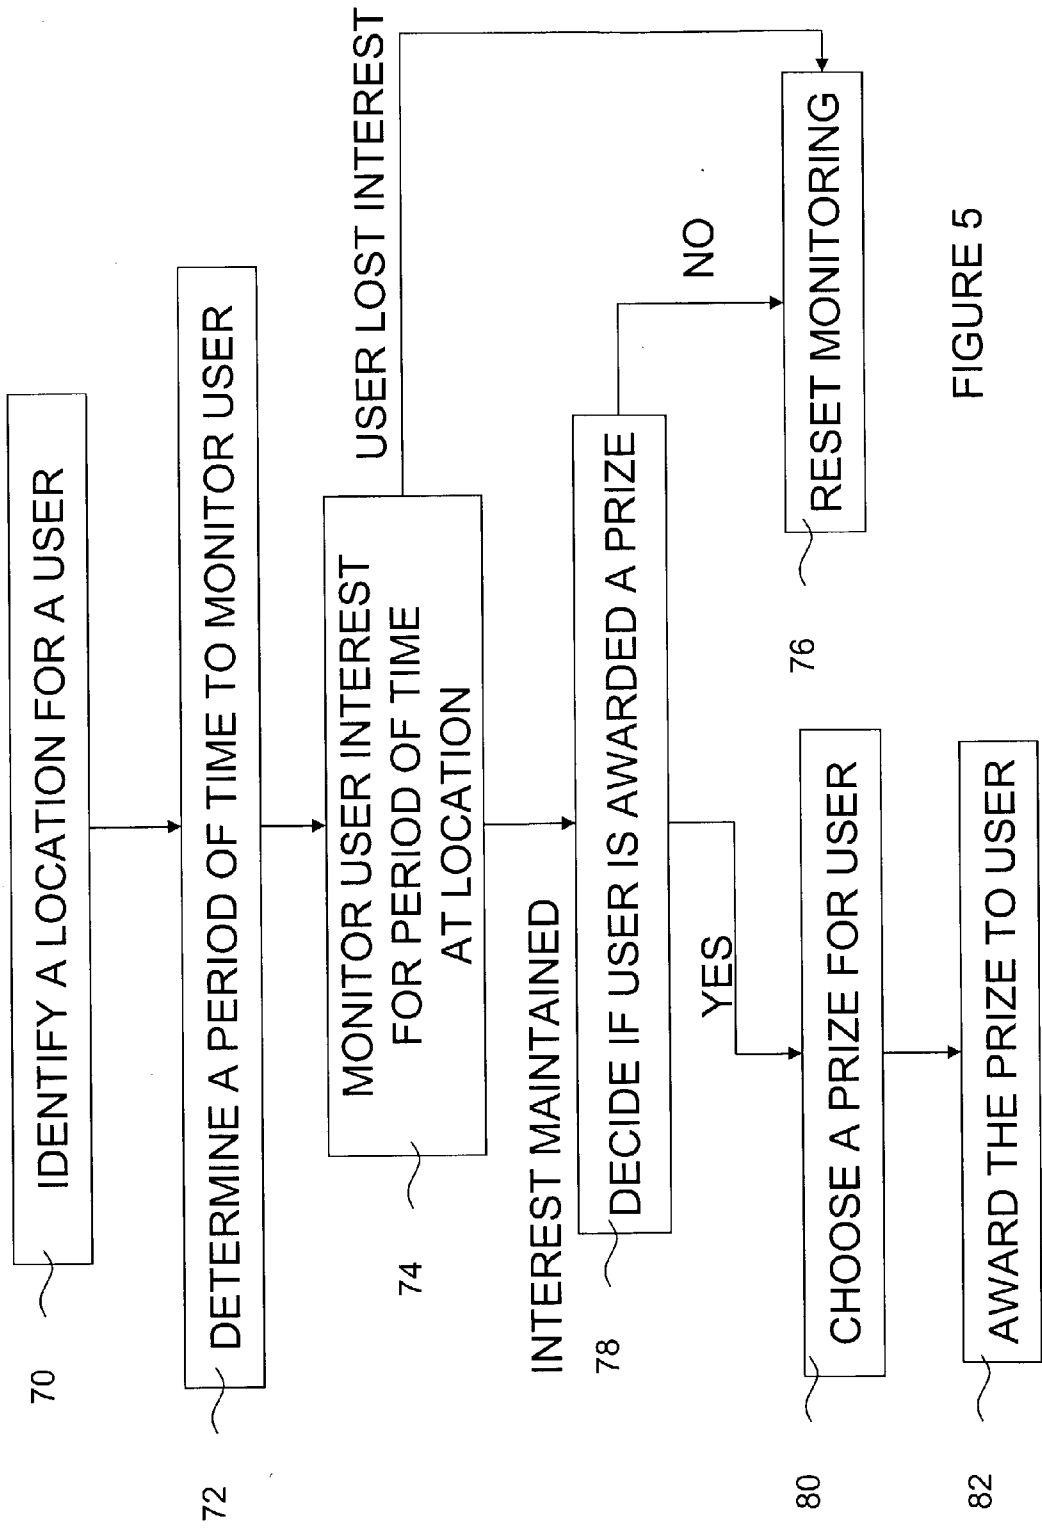 70
IDENTIFY A LOCATION FOR A USER
72
DETERMINE A PERIOD OF TIME TO MONITOR USER
74
MONITOR USER INTEREST
FOR PERIOD OF TIME
AT LOCATION
USER LOST INTEREST
INTEREST MAINTAINED
78
DECIDE IF USER IS AWARDED A PRIZE
YES
NO
80
CHOOSE A PRIZE FOR USER
76
RESET MONITORING
82
AWARD THE PRIZE TO USER
FIGURE 5